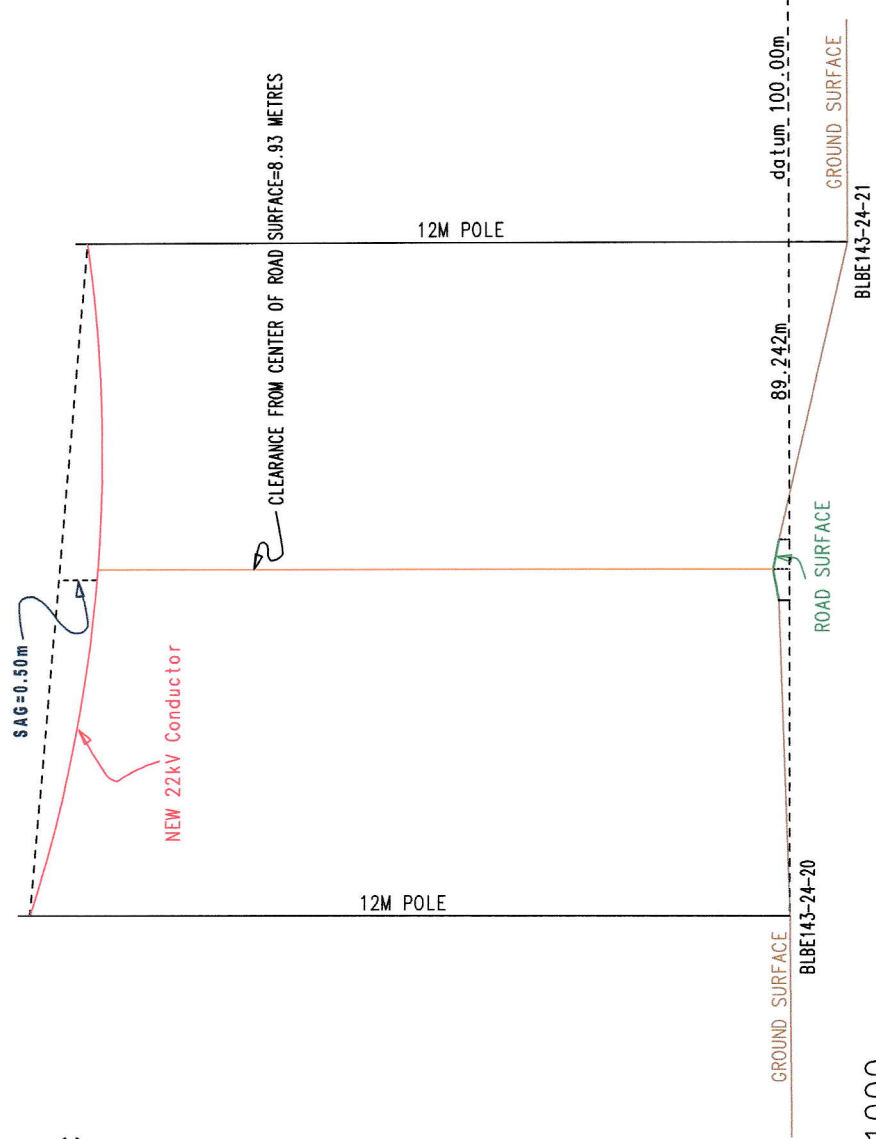 SAG=0.50m
NEW 22kV Conductor
CLEARANCE FROM CENTER OF ROAD SURFACE=8.93 METRES
12M POLE
12M POLE
datum 100.00m
89.242m
GROUND SURFACE
GROUND SURFACE
ROAD SURFACE
BLBE143-24-20
BLBE143-24-21